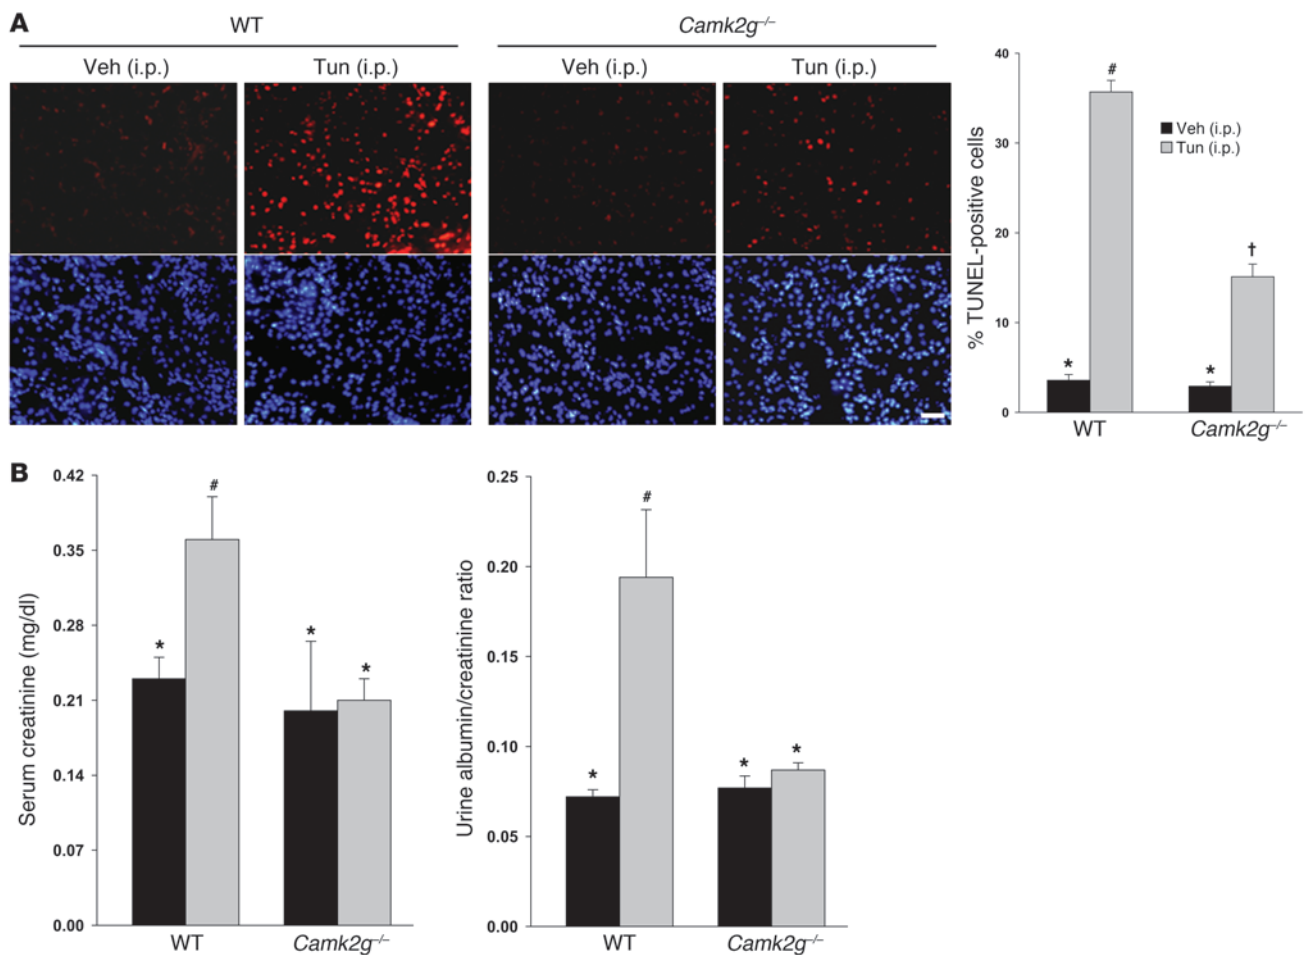 A
WT
Camk2g–/–
Veh (i.p.)
Tun (i.p.)
Veh (i.p.)
Tun (i.p.)
% TUNEL-positive cells
40
30
20
10
0
#
†
*
*
Veh (i.p.)
Tun (i.p.)
WT
Camk2g–/–
B
Serum creatinine (mg/dl)
0.42
0.35
0.28
0.21
0.14
0.07
0.00
*
#
*
*
WT
Camk2g–/–
Urine albumin/creatinine ratio
0.25
0.20
0.15
0.10
0.05
0.00
*
#
*
*
WT
Camk2g–/–